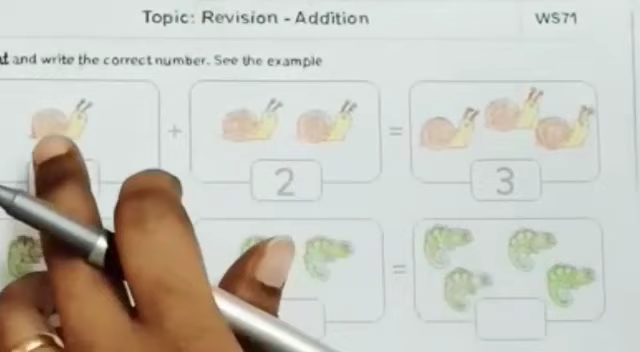 Topic: Revision - Addition
WS71
and write the correct number. See the example
+ =
2 3
=